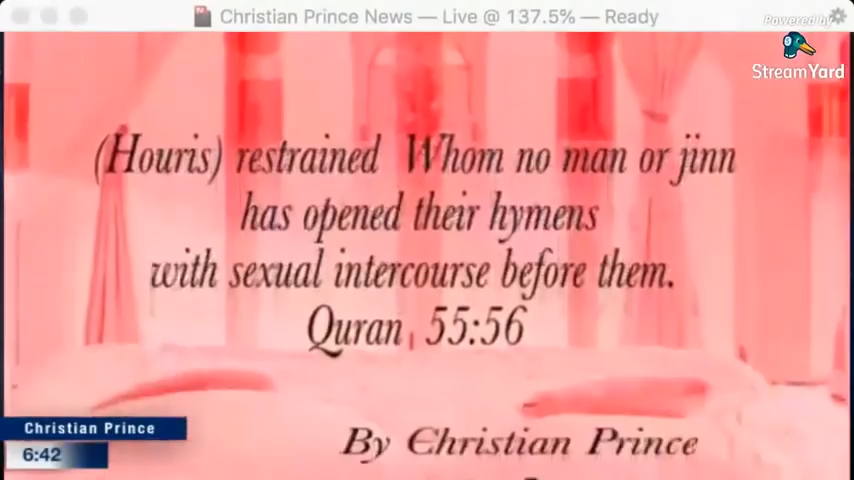 Christian Prince News — Live @ 137.5% — Ready
Powered by
StreamYard
(Houris) restrained Whom no man or jinn
has opened their hymens
with sexual intercourse before them.
Quran, 55:56
By Christian Prince
Christian Prince
6:42